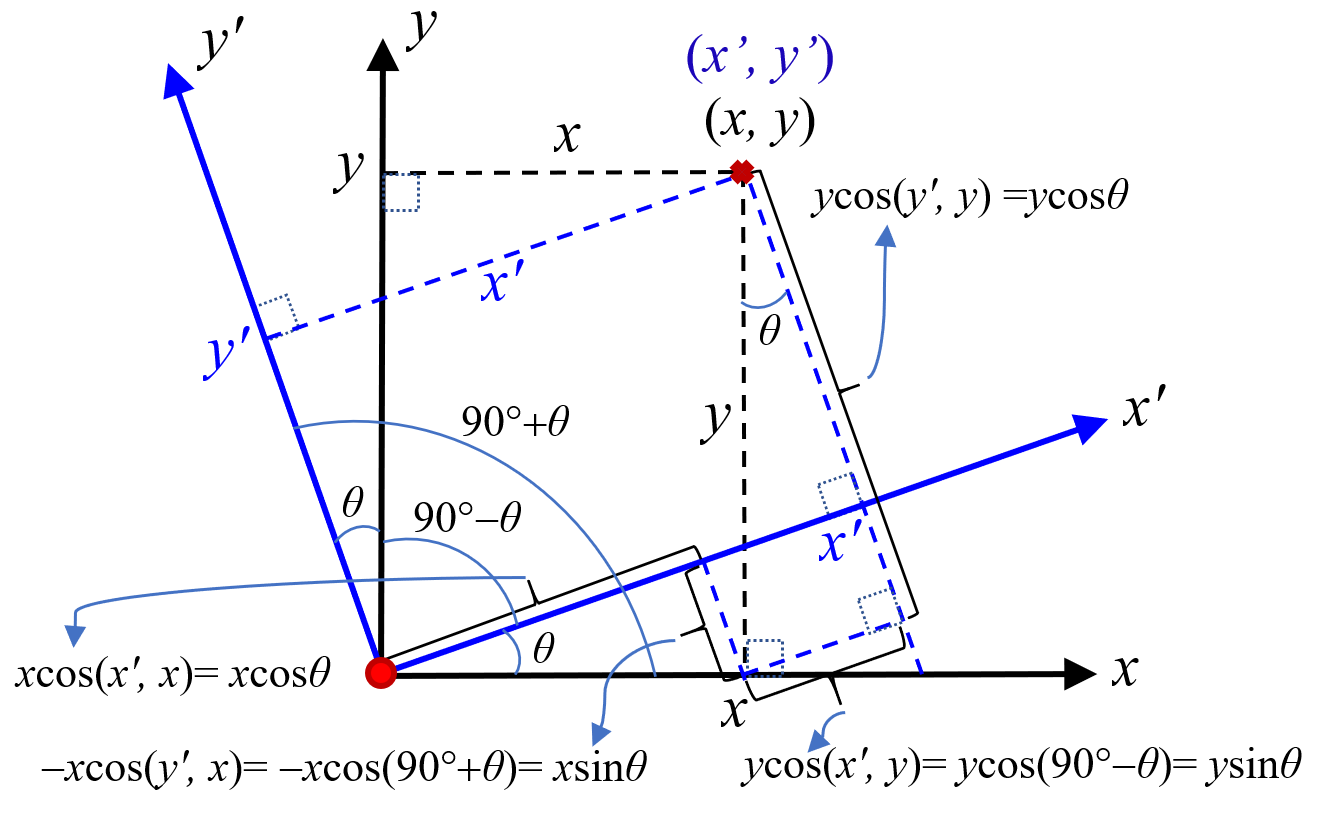 y′
y
(x’, y’)
(x, y)
x
y
ycos(y′, y) =ycosθ
x′
y′
θ
y
x′
90°+θ
θ
90°–θ
x′
θ
xcos(x′, x)= xcosθ
x
x
–xcos(y′, x)= –xcos(90°+θ)= xsinθ
ycos(x′, y)= ycos(90°–θ)= ysinθ